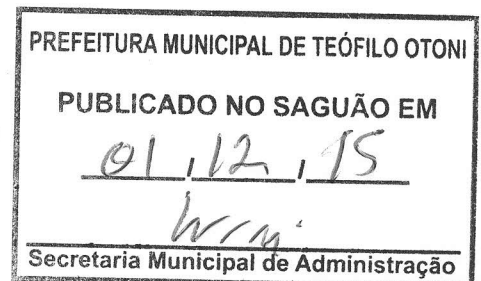 PREFEITURA MUNICIPAL DE TEÓFILO OTONI
PUBLICADO NO SAGUÃO EM
01, 12, 15
Secretaria Municipal de Administração